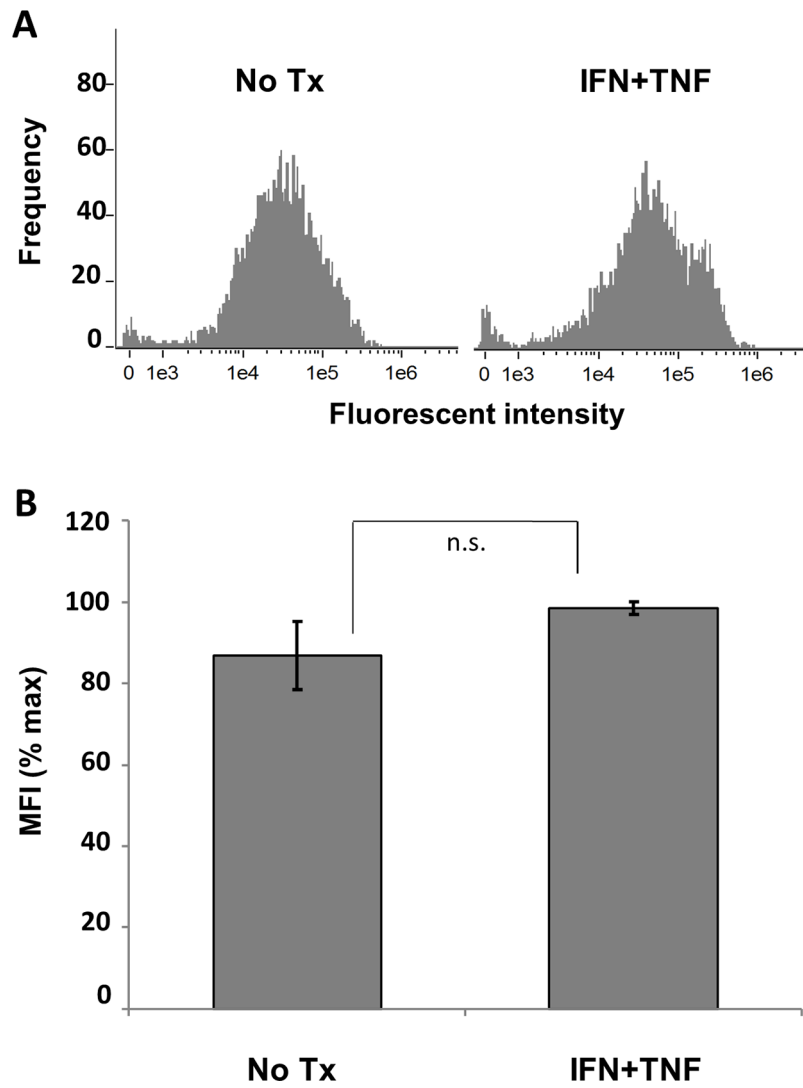 A
No Tx
IFN+TNF
Frequency
80
60
40
20
0
0 1e3 1e4 1e5 1e6
0 1e3 1e4 1e5 1e6
Fluorescent intensity
B
MFI (% max)
120
100
80
60
40
20
0
n.s.
No Tx
IFN+TNF